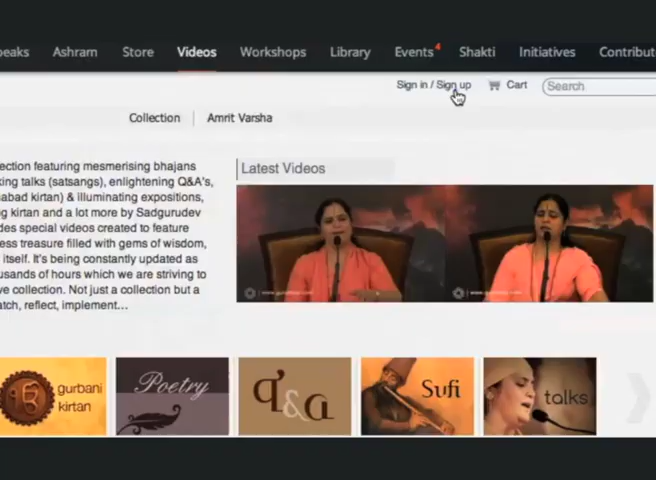 peaks Ashram Store Videos Workshops Library Events 4 Shakti Initiatives Contribut
Sign in / Sign up Cart Search
Collection Amrit Varsha
ection featuring mesmerising bhajans
king talks (satsangs), enlightening Q&A's,
abad kirtan) & illuminating expositions,
g kirtan and a lot more by Sadgurudev
des special videos created to feature
ess treasure filled with gems of wisdom,
itself. It's being constantly updated as
usands of hours which we are striving to
ve collection. Not just a collection but a
atch, reflect, implement...
Latest Videos
gurbani
kirtan
Poetry
q&a
Sufi
talks